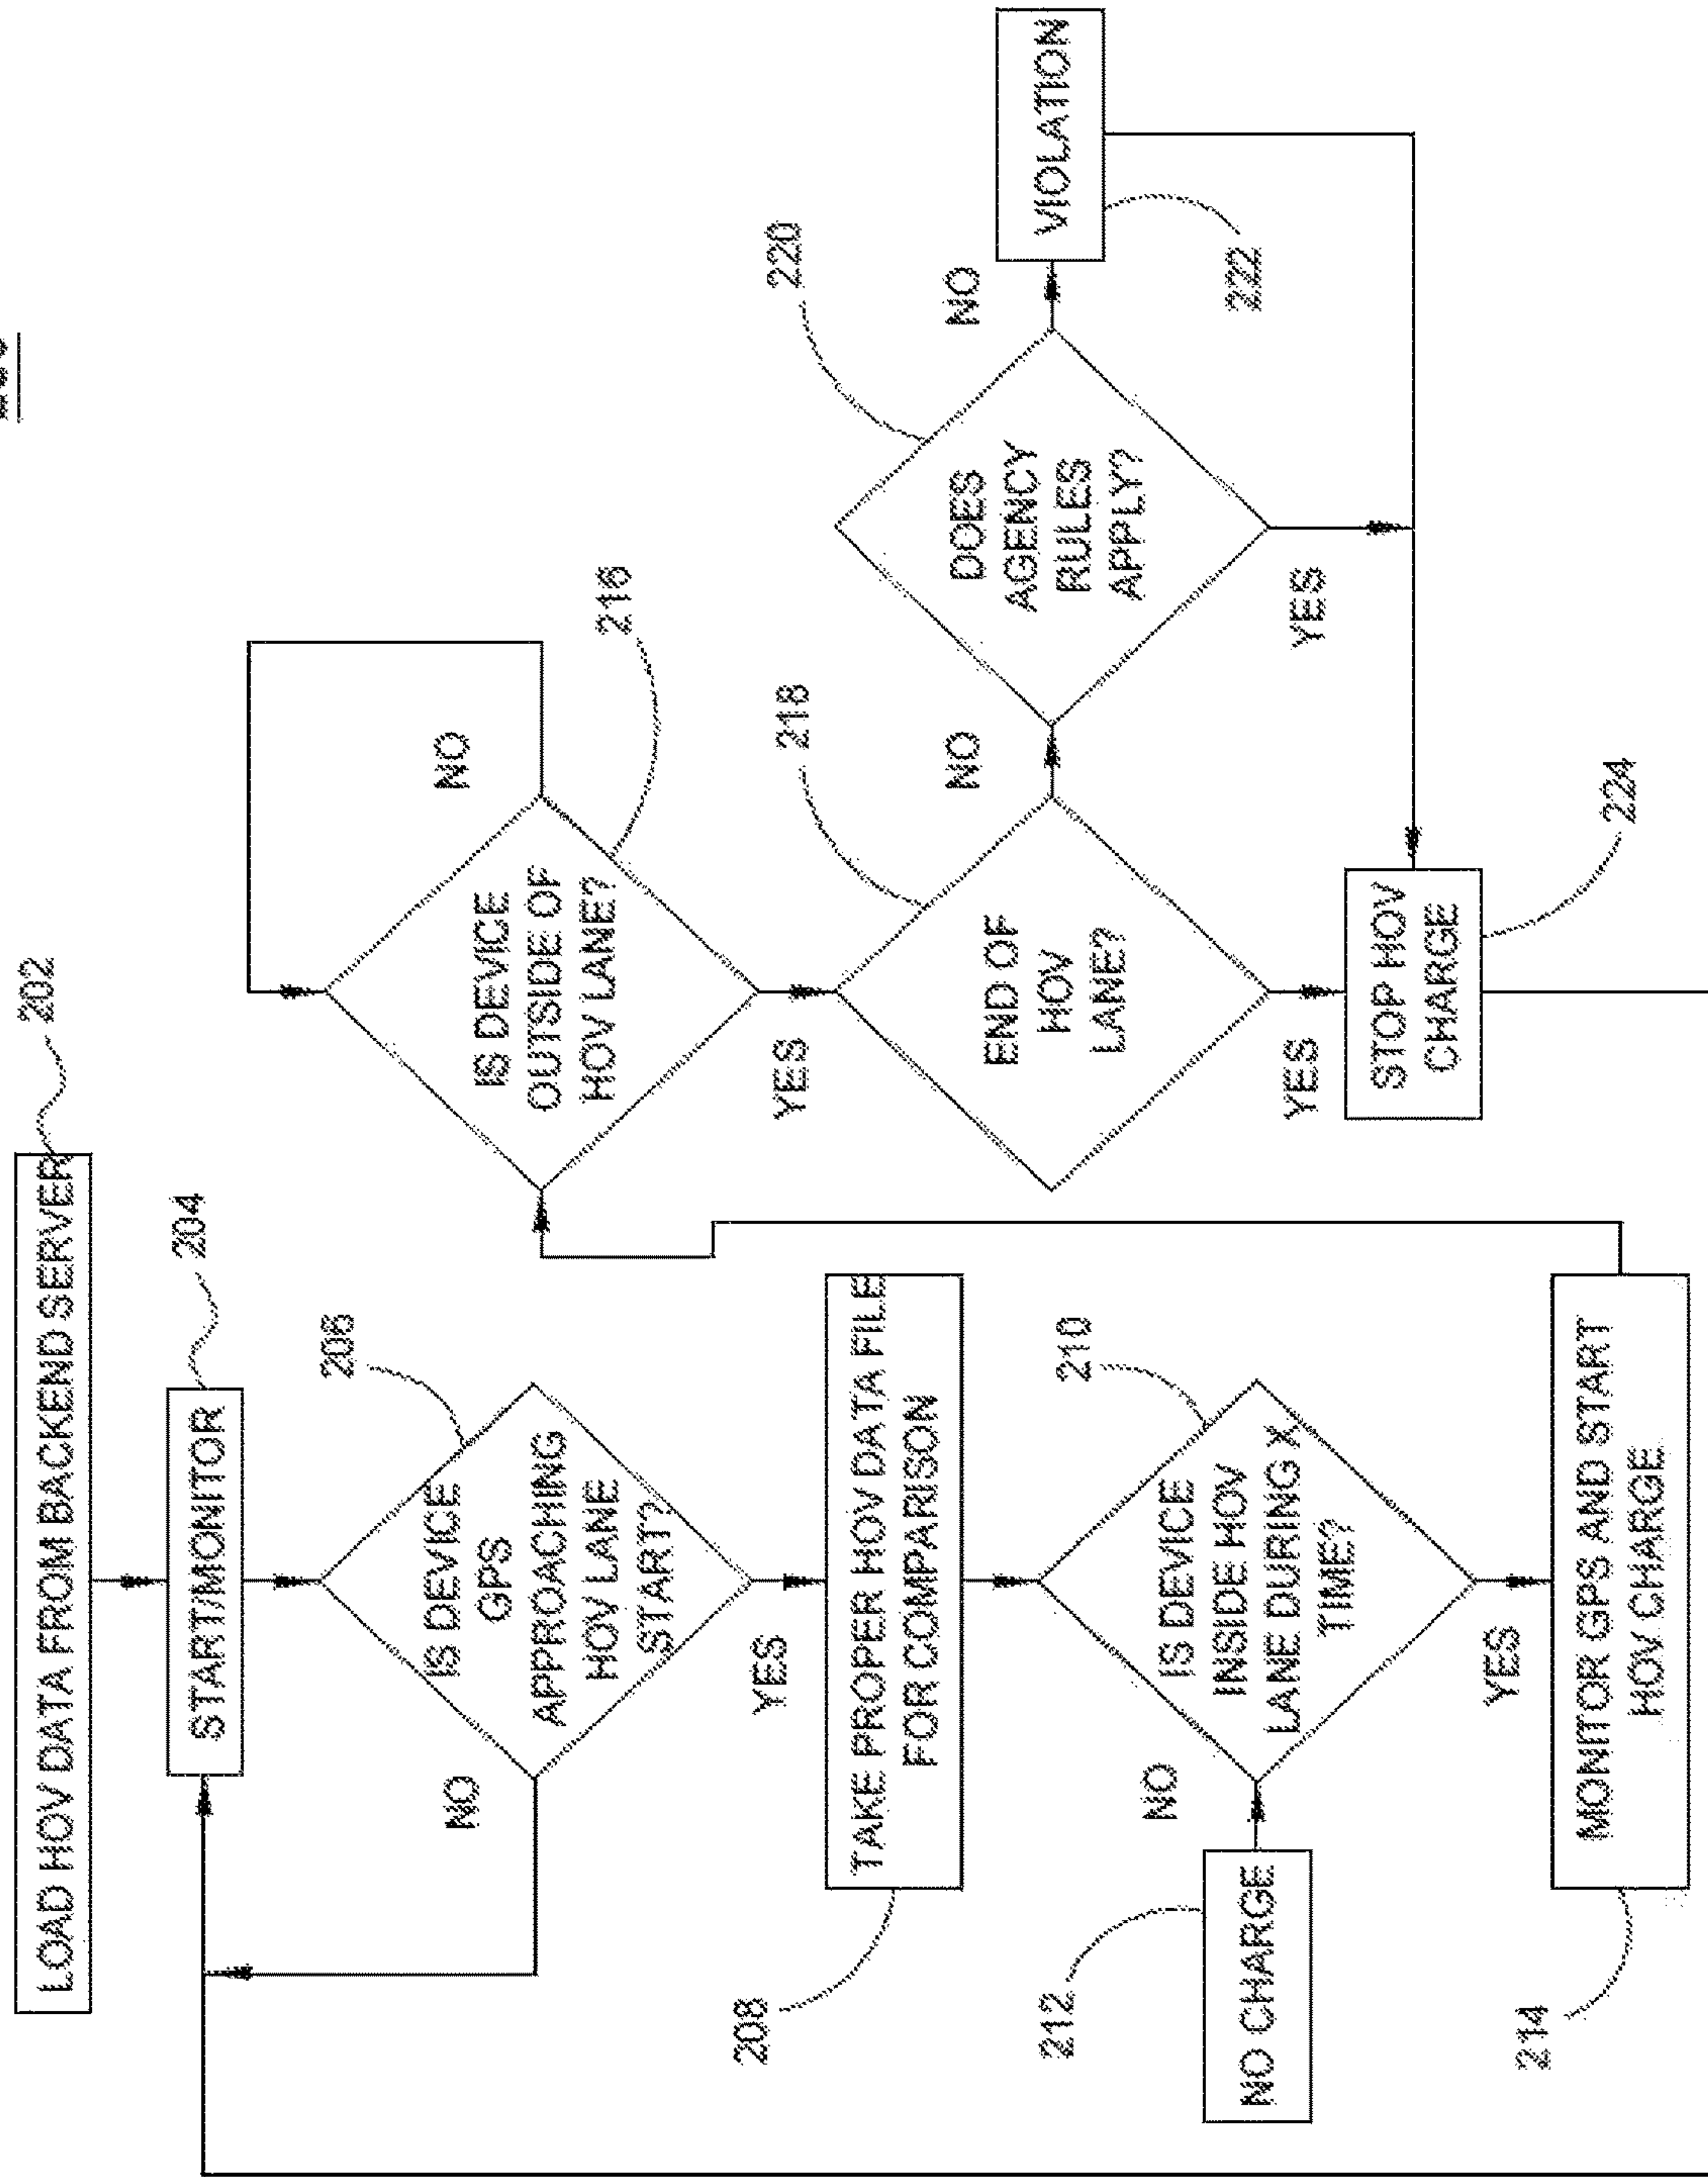 LOAD HOV DATA FROM BACKEND SERVER
202
START/MONITOR
204
IS DEVICE
GPS
APPROACHING
HOV LANE
START?
206
NO
YES
TAKE PROPER HOV DATA FILE
FOR COMPARISON
208
IS DEVICE
INSIDE HOV
LANE DURING X
TIME?
210
NO
NO CHARGE
212
YES
MONITOR GPS AND START
HOV CHARGE
214
IS DEVICE
OUTSIDE OF
HOV LANE?
216
NO
YES
END OF
HOV
LANE?
218
NO
YES
DOES
AGENCY
RULES
APPLY?
220
NO
YES
VIOLATION
222
STOP HOV
CHARGE
224